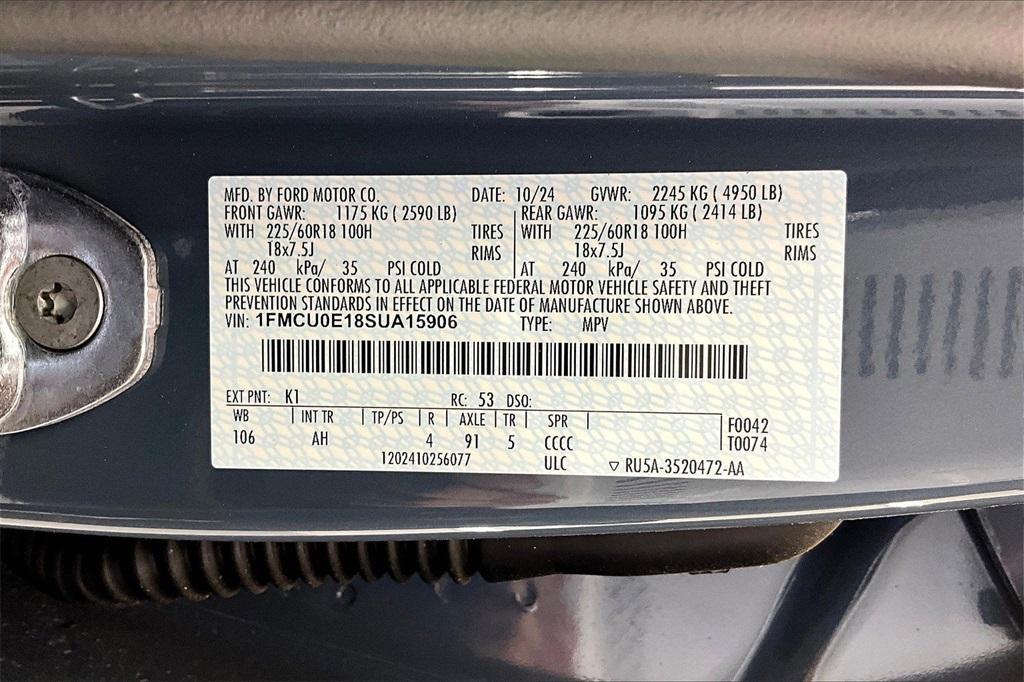 MFD. BY FORD MOTOR CO. DATE: 10/24 GVWR: 2245 KG ( 4950 LB)
FRONT GAWR: 1175 KG ( 2590 LB) REAR GAWR: 1095 KG ( 2414 LB)
WITH 225/60R18 100H TIRES WITH 225/60R18 100H TIRES
18x7.5J RIMS 18x7.5J RIMS
AT 240 kPa/ 35 PSI COLD AT 240 kPa/ 35 PSI COLD
THIS VEHICLE CONFORMS TO ALL APPLICABLE FEDERAL MOTOR VEHICLE SAFETY AND THEFT
PREVENTION STANDARDS IN EFFECT ON THE DATE OF MANUFACTURE SHOWN ABOVE.
VIN: 1FMCU0E18SUA15906 TYPE: MPV
EXT PNT: K1 RC: 53 DSO:
WB INT TR TP/PS R AXLE TR SPR F0042
106 AH 4 91 5 CCCC T0074
1202410256077 ULC ▽ RU5A-3520472-AA